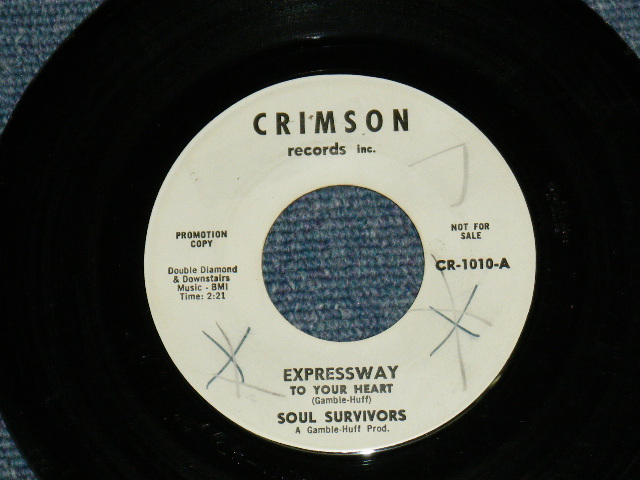 CRIMSON
records inc.
PROMOTION
COPY
NOT FOR
SALE
Double Diamond
& Downstairs
Music - BMI
Time: 2:21
CR-1010-A
EXPRESSWAY
TO YOUR HEART
(Gamble-Huff)
SOUL SURVIVORS
A Gamble-Huff Prod.